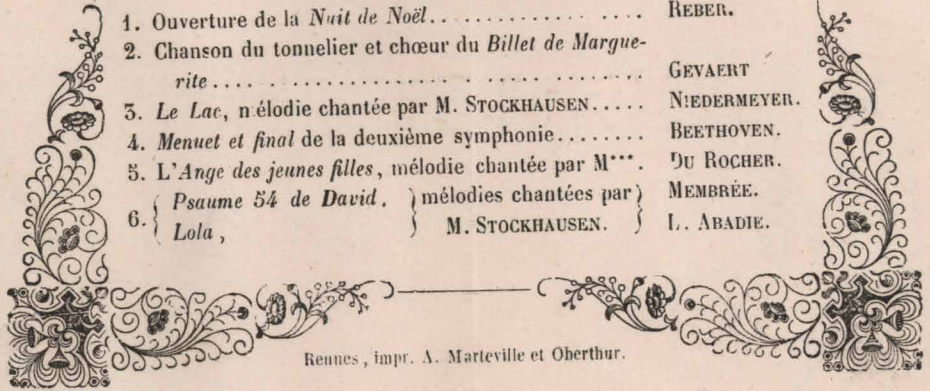 1. Ouverture de la Nuit de Noël.................... REBER.
2. Chanson du tonnelier et chœur du Billet de Margue-
rite.................................... GEVAERT
3. Le Lac, mélodie chantée par M. STOCKHAUSEN..... NIEDERMEYER.
4. Menuet et final de la deuxième symphonie........ BEETHOVEN.
5. L'Ange des jeunes filles, mélodie chantée par M***. DU ROCHER.
6. { Psaume 54 de David, } mélodies chantées par } MEMBRÉE.
{ Lola, } M. STOCKHAUSEN. } L. ABADIE.
Rennes, impr. A. Marteville et Oberthur.